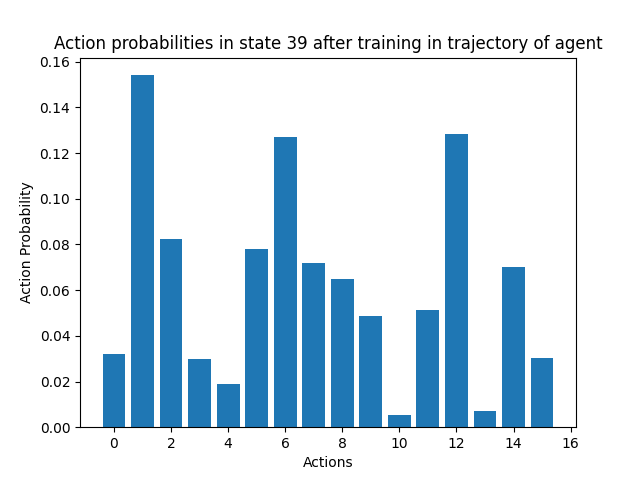 Action probabilities in state 39 after training in trajectory of agent
0.16
0.14
0.12
0.10
0.08
0.06
0.04
0.02
0.00
Action Probability
0 2 4 6 8 10 12 14 16
Actions